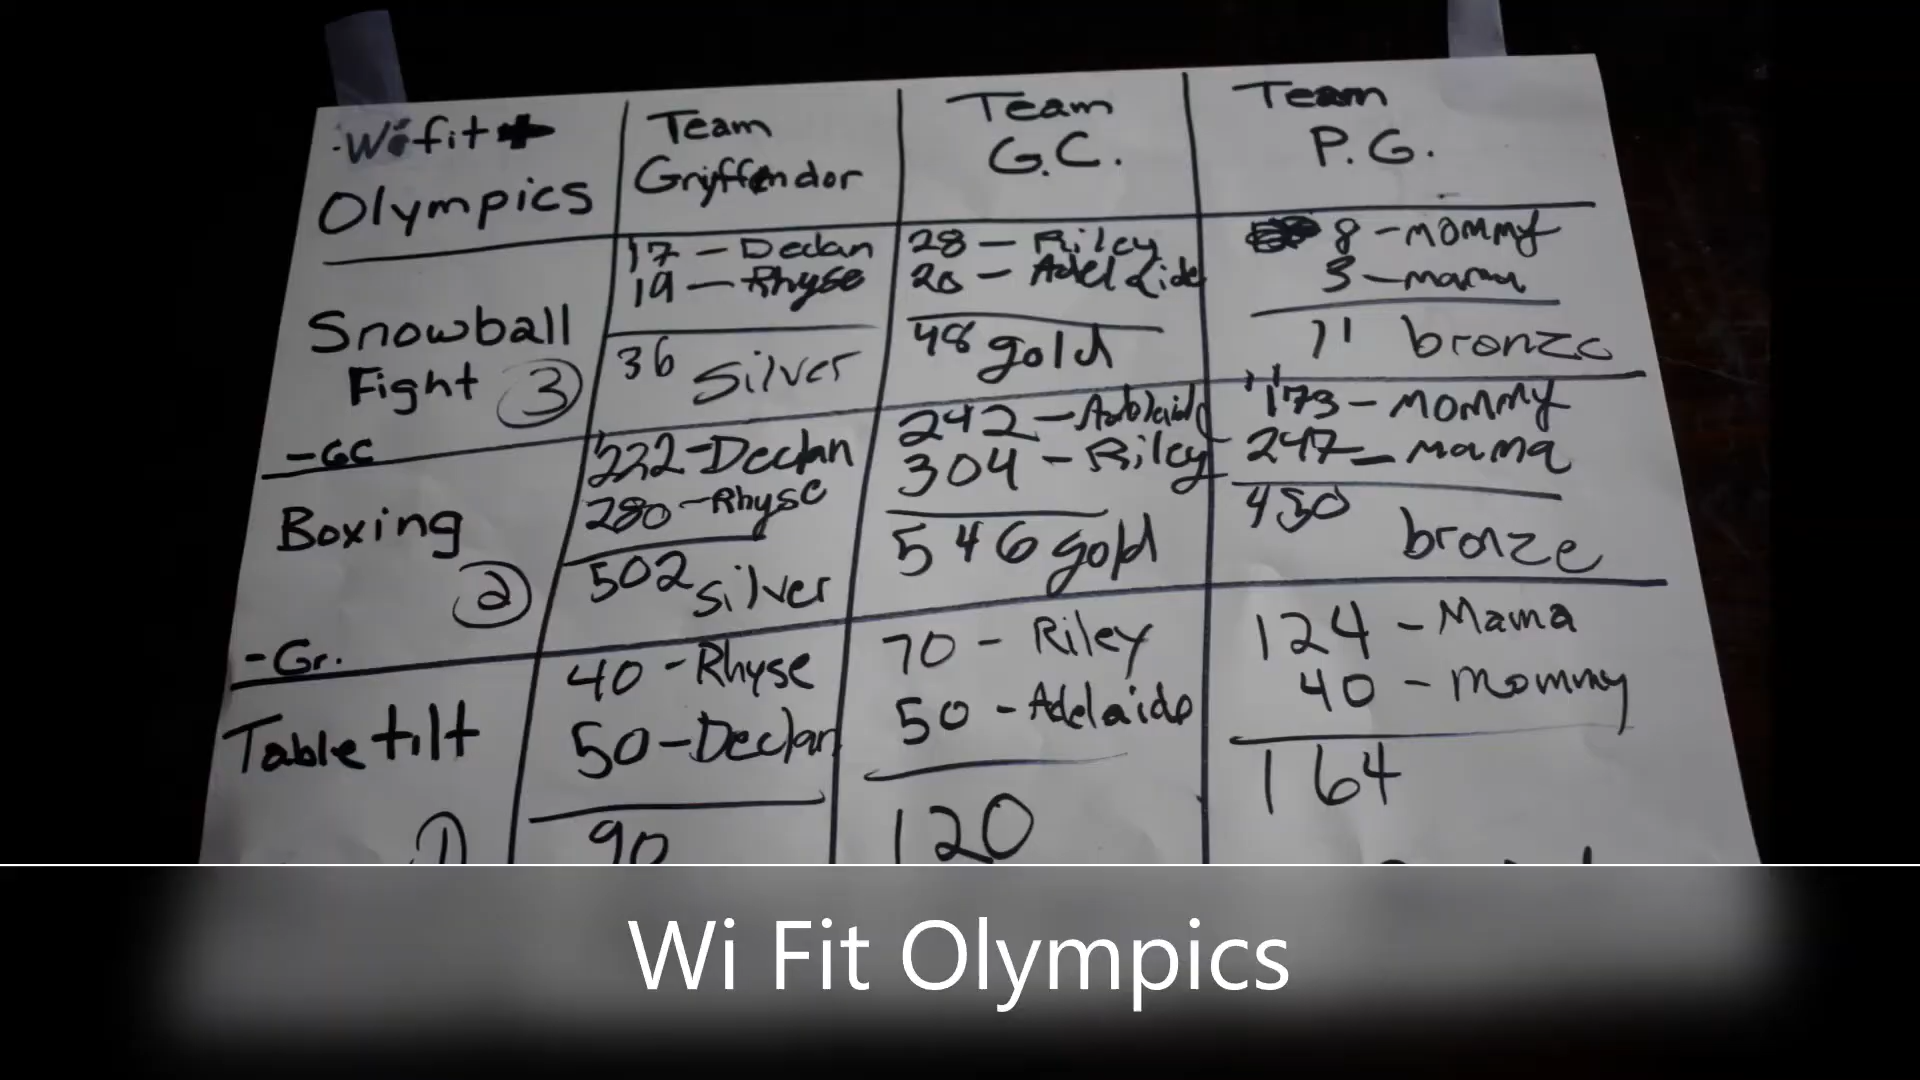 Wifit +
Olympics
Team
Gryffendor
Team
G.C.
Team
P.G.
Snowball
Fight 3
-GC
17 - Declan
19 - Rhyse
36 Silver
28 - Riley
20 - Adelaide
48 gold
8 - mommy
3 - mama
11 bronze
Boxing
2
-Gr.
222 - Declan
280 - Rhyse
502 silver
242 - Adelaide
304 - Riley
546 gold
173 - mommy
247 - mama
430
bronze
Table tilt
1
40 - Rhyse
50 - Declan
90
70 - Riley
50 - Adelaide
120
124 - Mama
40 - mommy
164
Wi Fit Olympics